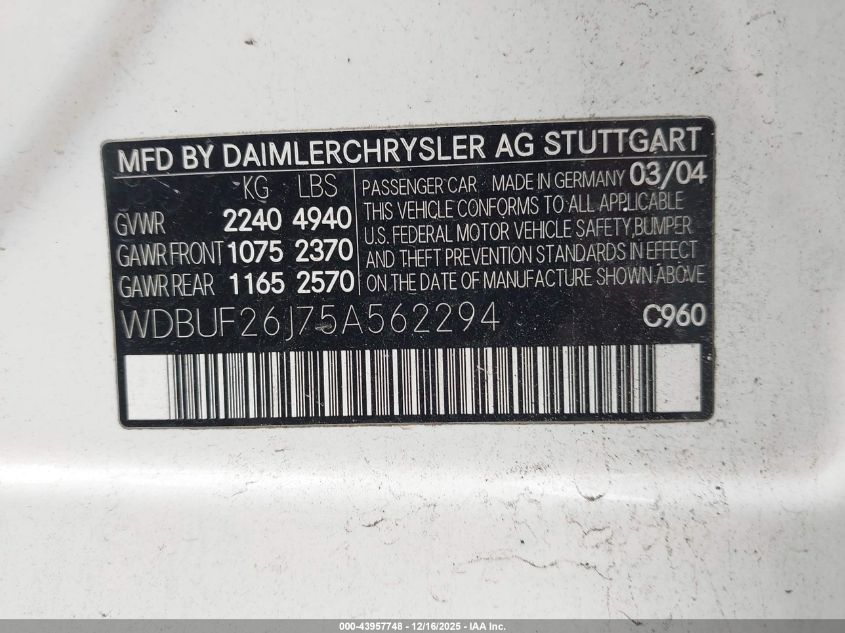 MFD BY DAIMLERCHRYSLER AG STUTTGART
KG LBS
GVWR 2240 4940
GAWR FRONT 1075 2370
GAWR REAR 1165 2570
PASSENGER CAR MADE IN GERMANY 03/04
THIS VEHICLE CONFORMS TO ALL APPLICABLE
U.S. FEDERAL MOTOR VEHICLE SAFETY,BUMPER
AND THEFT PREVENTION STANDARDS IN EFFECT
ON THE DATE OF MANUFACTURE SHOWN ABOVE
WDBUF26J75A562294 C960
000-43957748 - 12/16/2025 - IAA Inc.